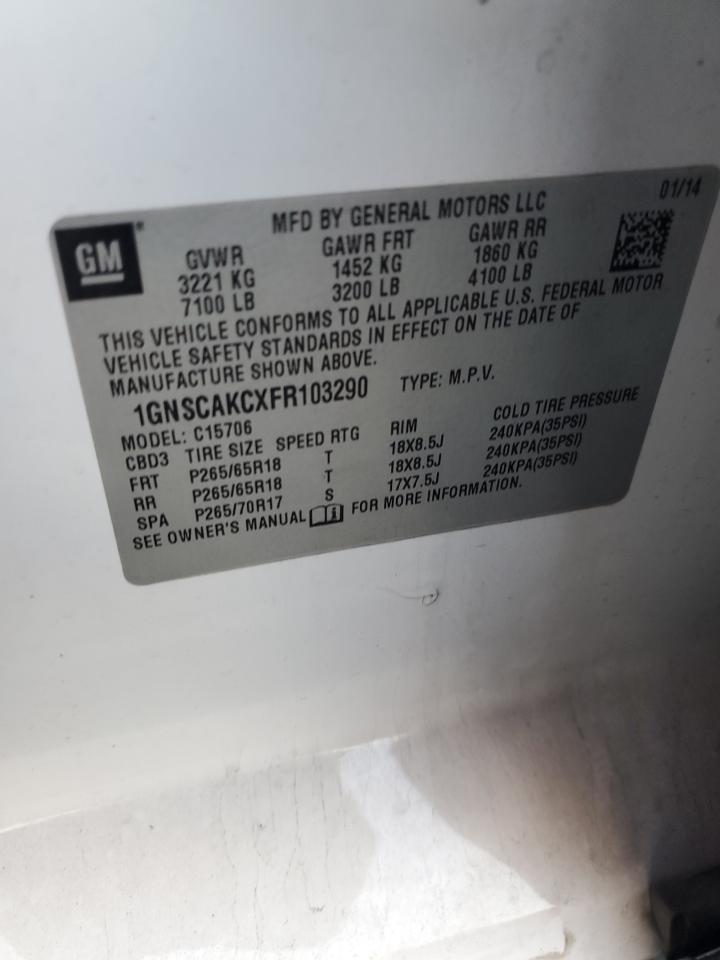 01/14
MFD BY GENERAL MOTORS LLC
GM®
GVWR GAWR FRT GAWR RR
3221 KG 1452 KG 1860 KG
7100 LB 3200 LB 4100 LB
THIS VEHICLE CONFORMS TO ALL APPLICABLE U.S. FEDERAL MOTOR
VEHICLE SAFETY STANDARDS IN EFFECT ON THE DATE OF
MANUFACTURE SHOWN ABOVE.
1GNSCAKCXFR103290 TYPE: M.P.V.
MODEL: C15706
CBD3 TIRE SIZE SPEED RTG RIM COLD TIRE PRESSURE
FRT P265/65R18 T 18X8.5J 240KPA(35PSI)
RR P265/65R18 T 18X8.5J 240KPA(35PSI)
SPA P265/70R17 S 17X7.5J 240KPA(35PSI)
SEE OWNER'S MANUAL FOR MORE INFORMATION.